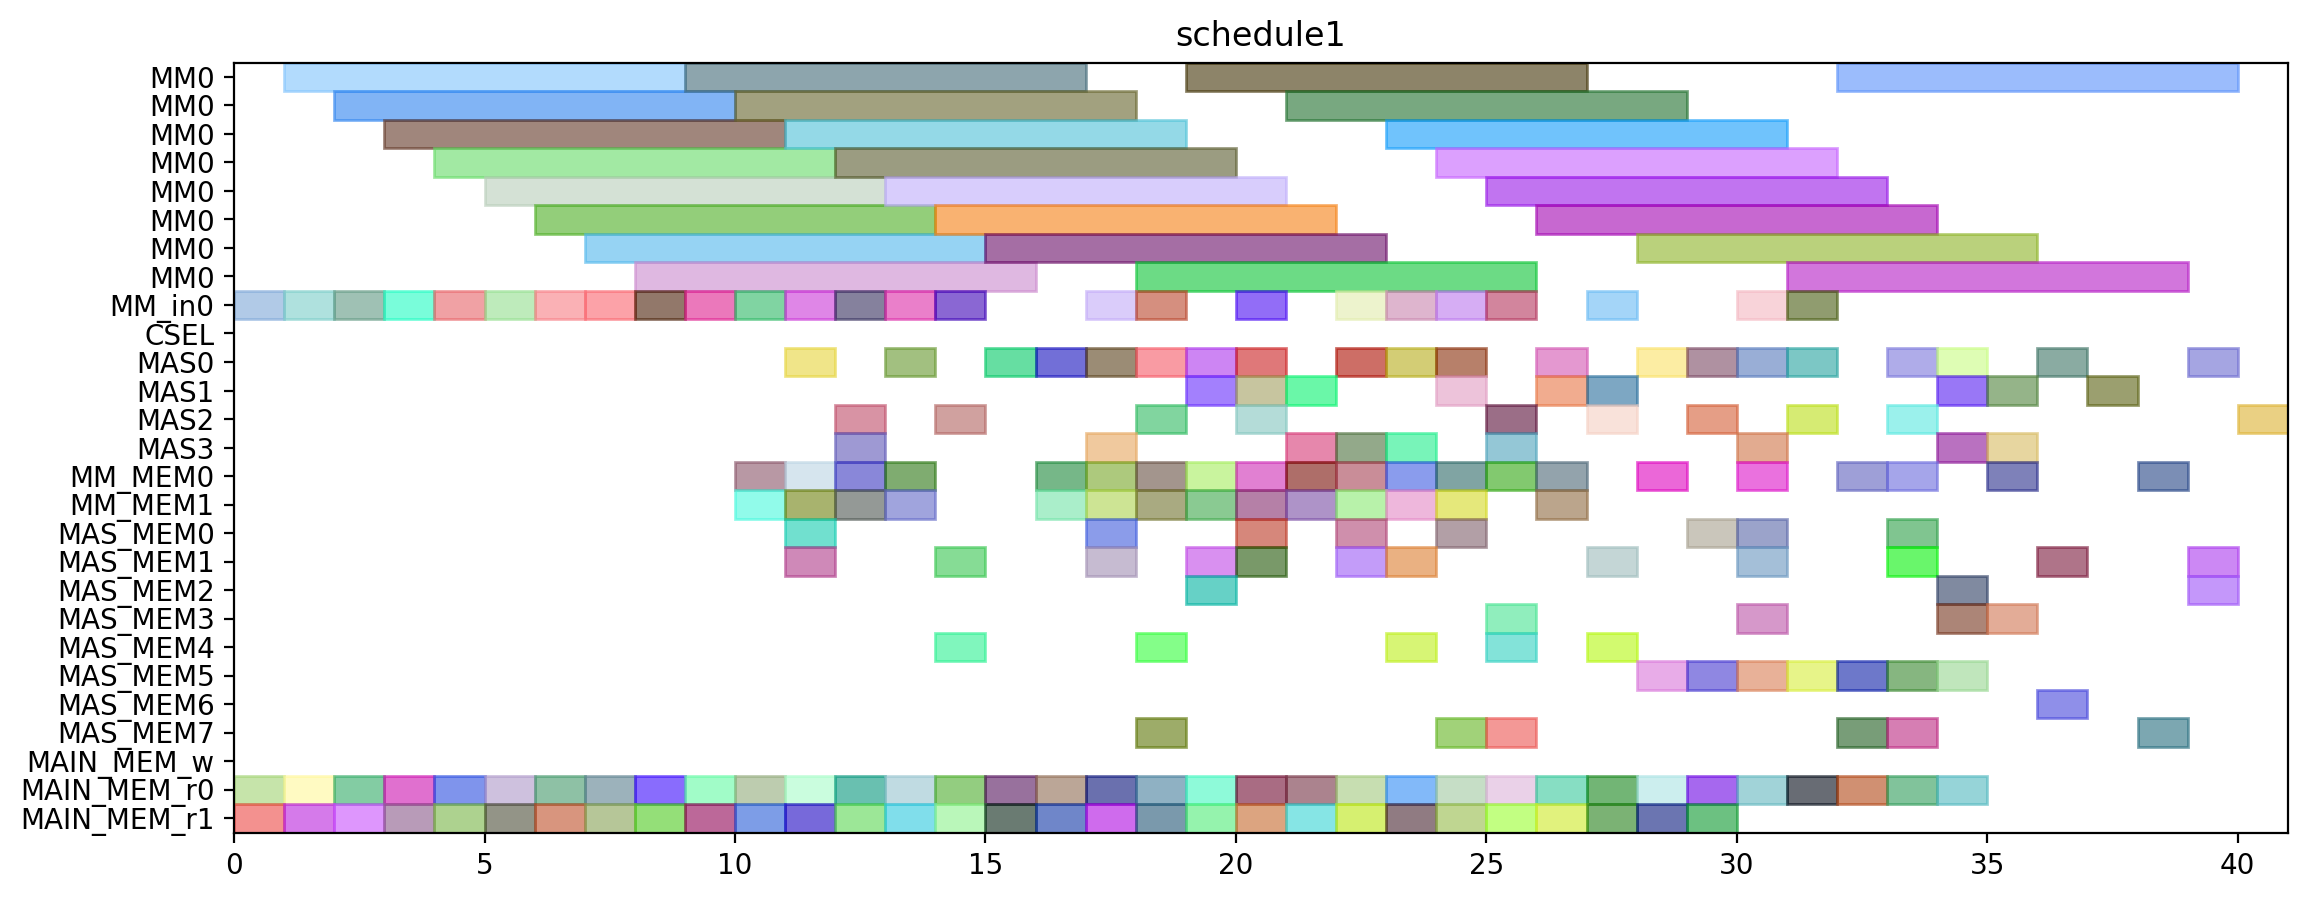 schedule1
MM0
MM0
MM0
MM0
MM0
MM0
MM0
MM0
MM_in0
CSEL
MAS0
MAS1
MAS2
MAS3
MM_MEM0
MM_MEM1
MAS_MEM0
MAS_MEM1
MAS_MEM2
MAS_MEM3
MAS_MEM4
MAS_MEM5
MAS_MEM6
MAS_MEM7
MAIN_MEM_w
MAIN_MEM_r0
MAIN_MEM_r1
0 5 10 15 20 25 30 35 40